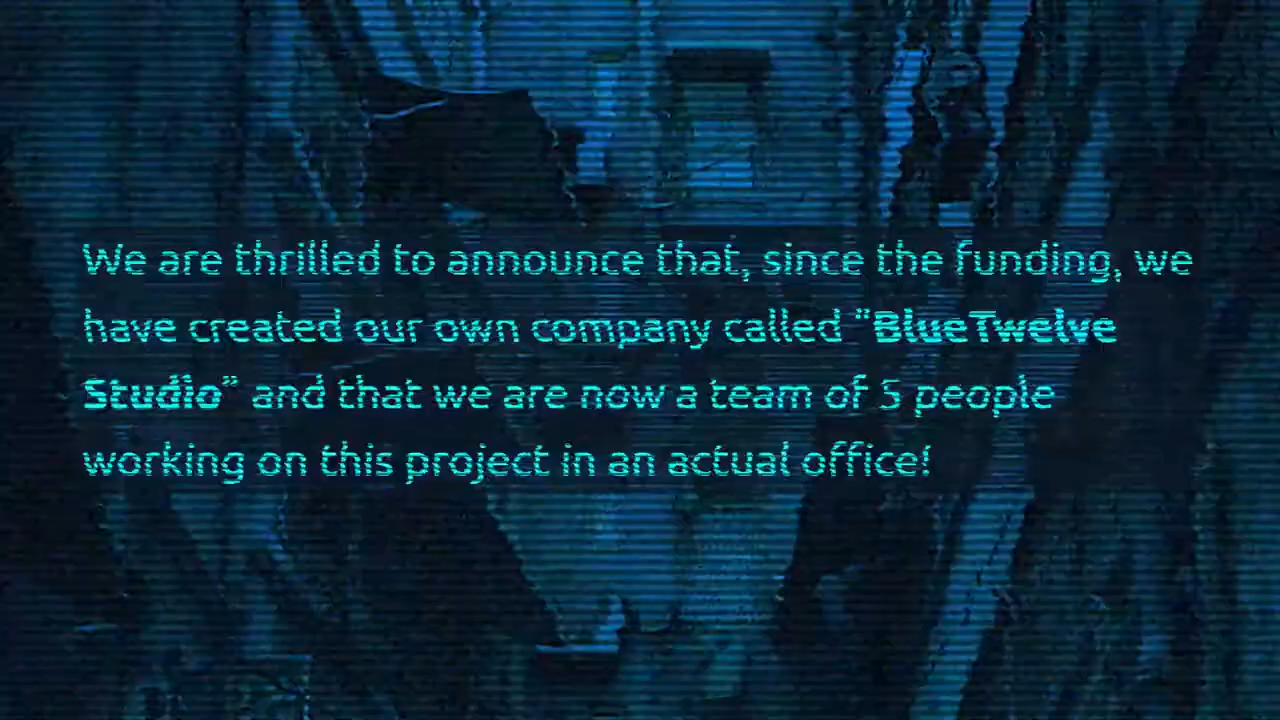 We are thrilled to announce that, since the funding, we
have created our own company called "BlueTwelve
Studio" and that we are now a team of 5 people
working on this project in an actual office!